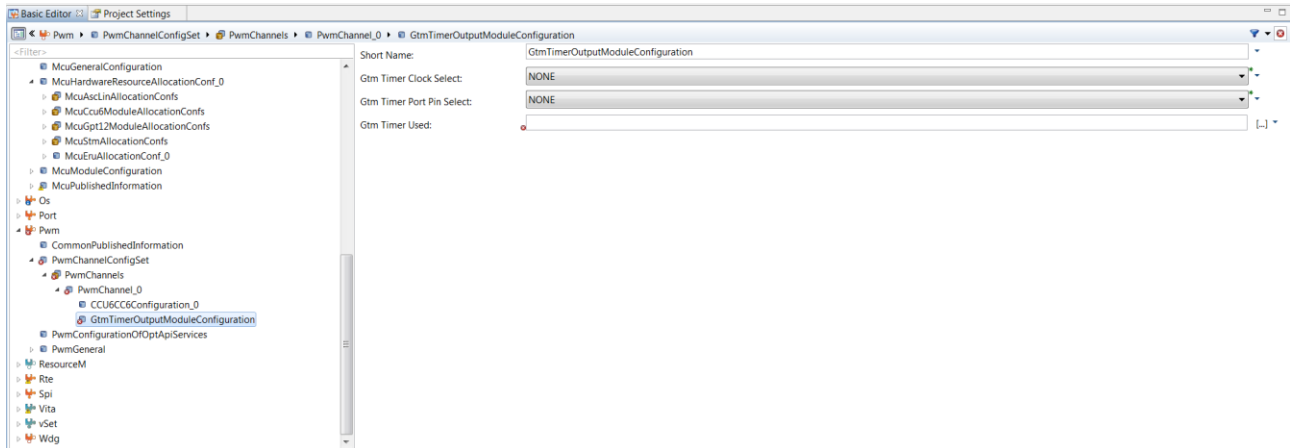 Basic Editor Project Settings
Pwm PwmChannelConfigSet PwmChannels PwmChannel_0 GtmTimerOutputModuleConfiguration
<Filter>
Short Name: GtmTimerOutputModuleConfiguration
McuGeneralConfiguration
McuHardwareResourceAllocationConf_0
Gtm Timer Clock Select: NONE
McuAscLinAllocationConfs
McuCcu6ModuleAllocationConfs
Gtm Timer Port Pin Select: NONE
McuGpt12ModuleAllocationConfs
Gtm Timer Used: [...]
McuStmAllocationConfs
McuEruAllocationConf_0
McuModuleConfiguration
McuPublishedInformation
Os
Port
Pwm
CommonPublishedInformation
PwmChannelConfigSet
PwmChannels
PwmChannel_0
CCU6CC6Configuration_0
GtmTimerOutputModuleConfiguration
PwmConfigurationOfOptApiServices
PwmGeneral
ResourceM
Rte
Spi
Vita
vSet
Wdg